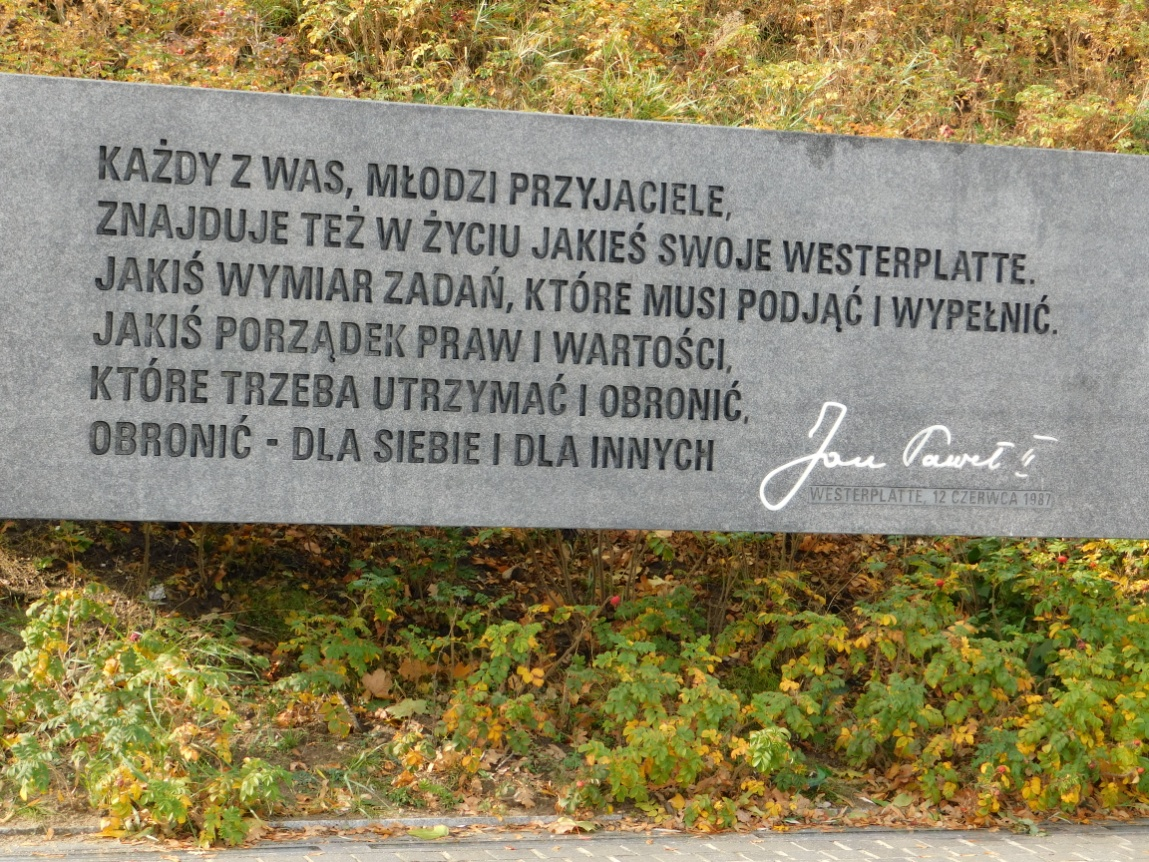 KAŻDY Z WAS, MŁODZI PRZYJACIELE,
ZNAJDUJE TEŻ W ŻYCIU JAKIEŚ SWOJE WESTERPLATTE.
JAKIŚ WYMIAR ZADAŃ, KTÓRE MUSI PODJĄĆ I WYPEŁNIĆ.
JAKIŚ PORZĄDEK PRAW I WARTOŚCI,
KTÓRE TRZEBA UTRZYMAĆ I OBRONIĆ,
OBRONIĆ - DLA SIEBIE I DLA INNYCH
Jan Paweł II
WESTERPLATTE, 12 CZERWCA 1987